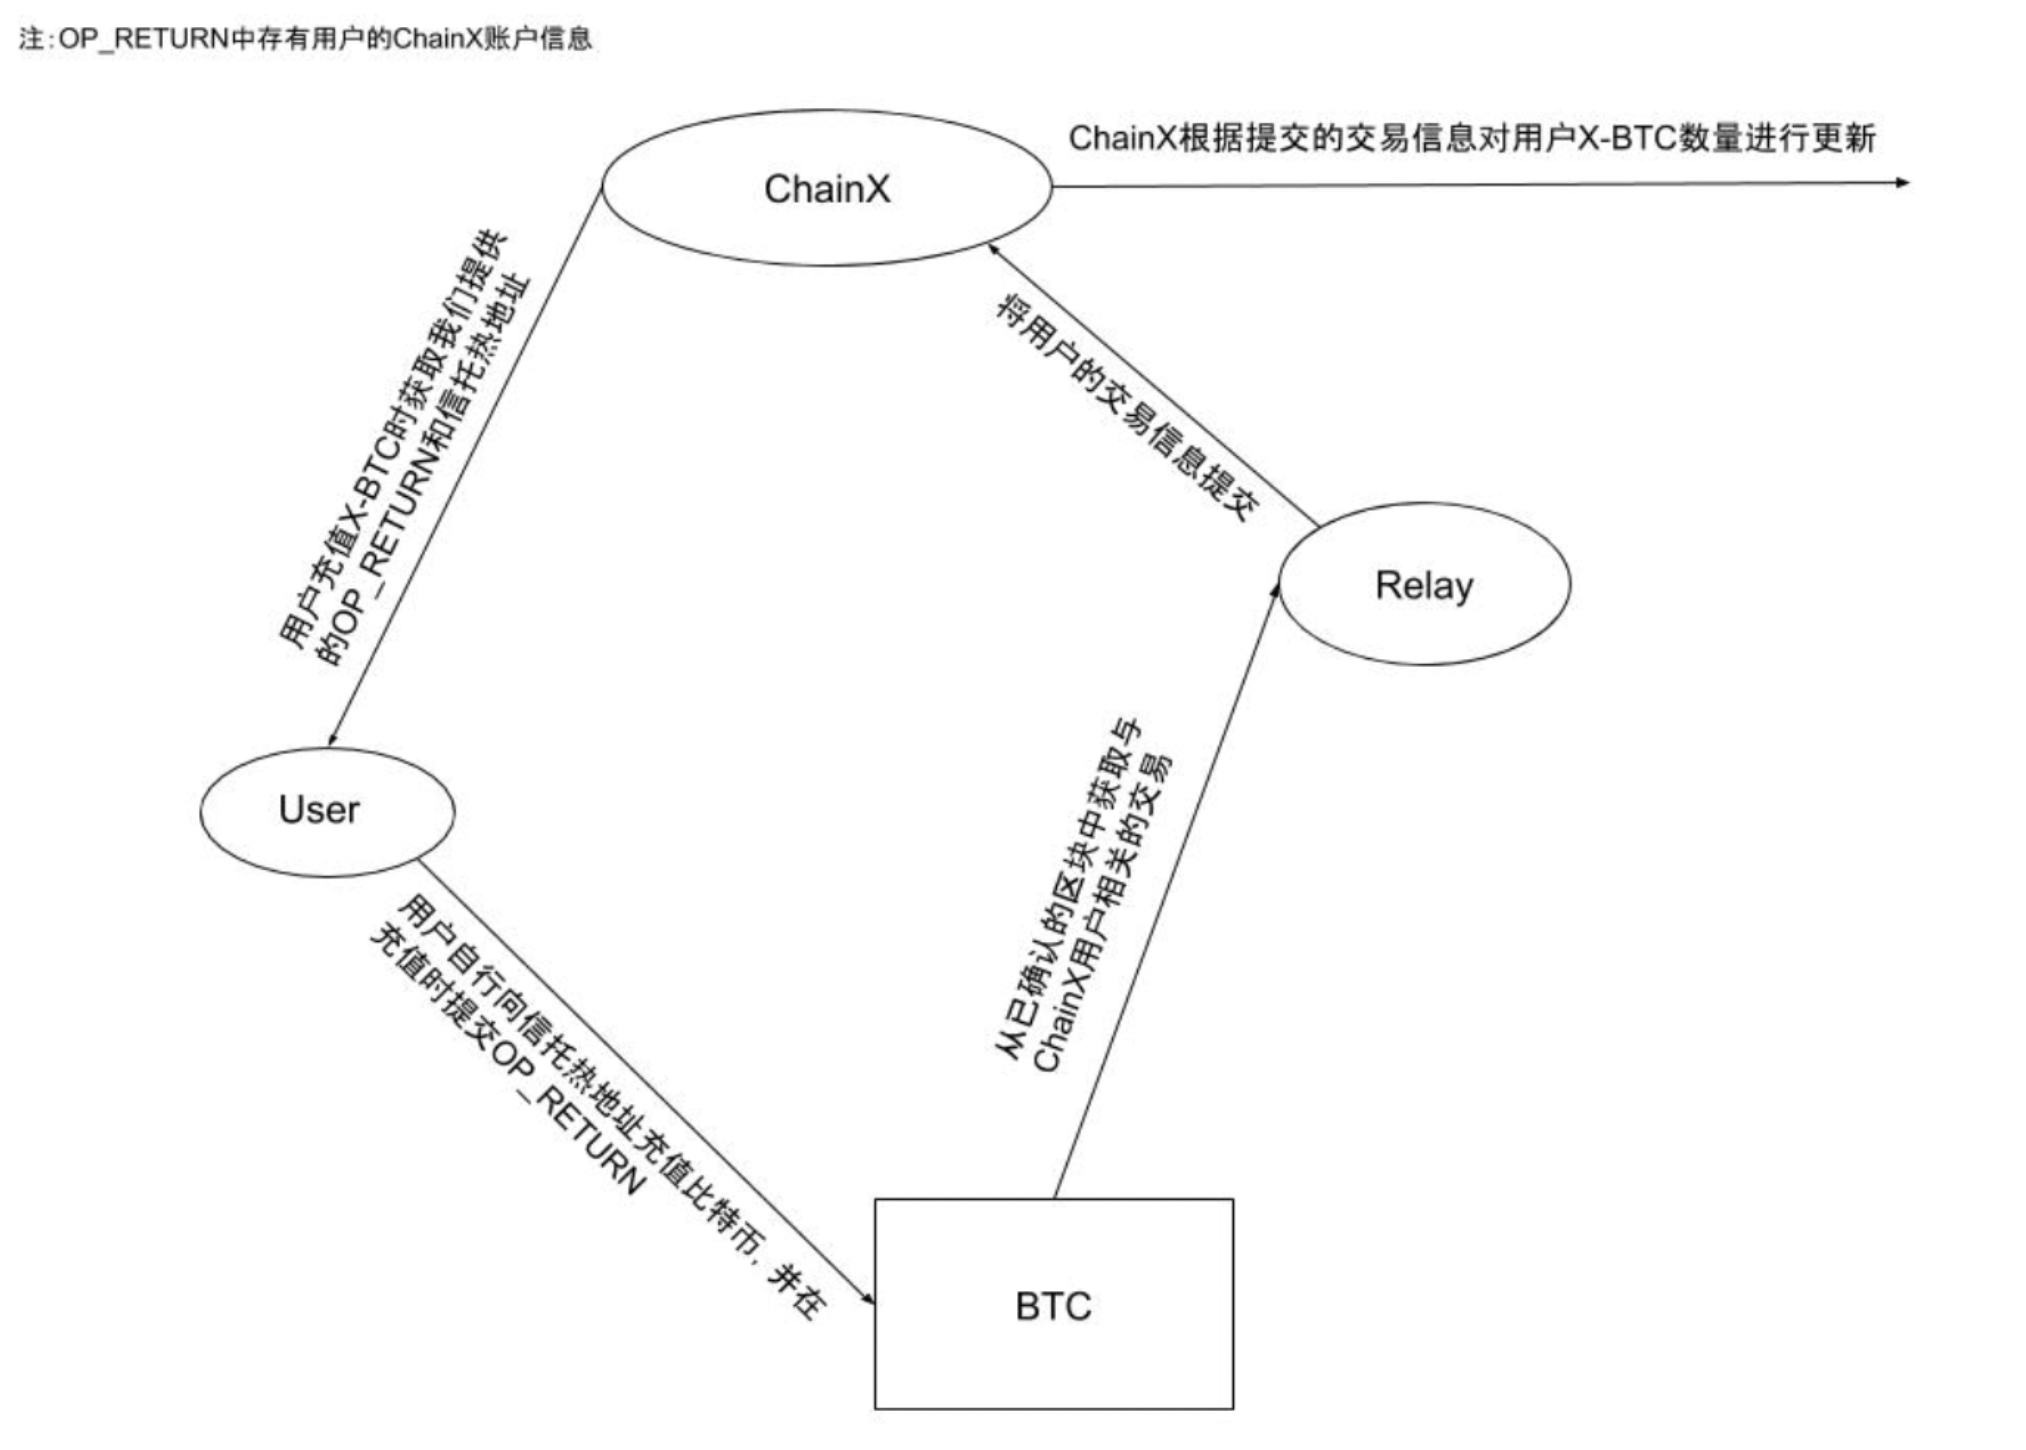 注：OP_RETURN中存有用户的ChainX账户信息
ChainX根据提交的交易信息对用户X-BTC数量进行更新
ChainX
用户充值X-BTC时获取我们提供
的OP_RETURN和信托热地址
将用户的交易信息提交
Relay
User
从已确认的区块中获取与
ChainX用户相关的交易
用户自行向信托热地址充值比特币，并在
充值时提交OP_RETURN
BTC